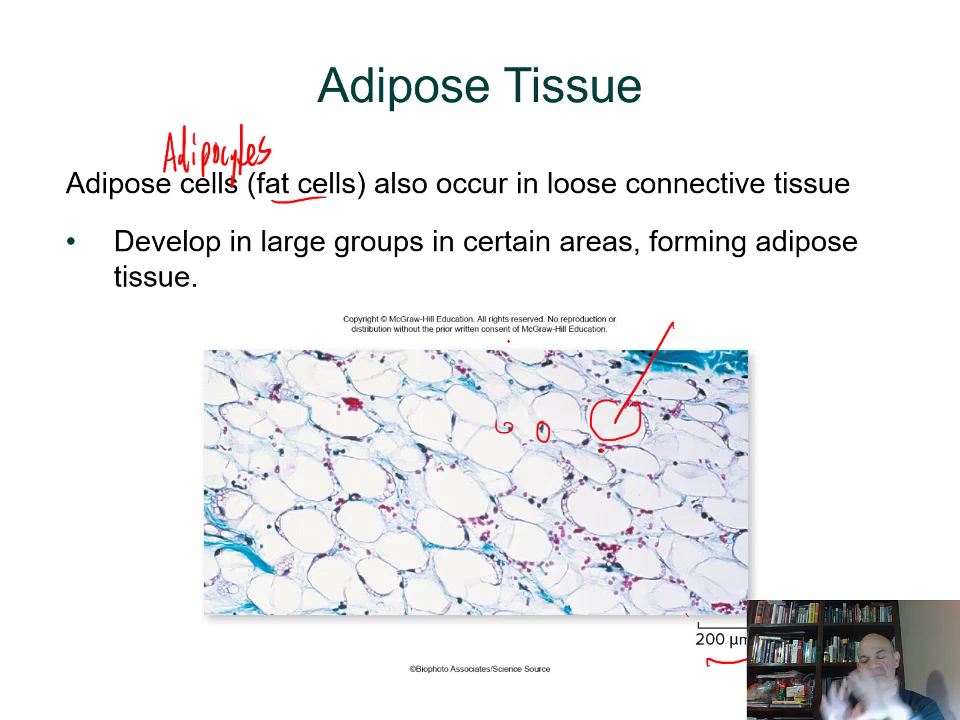 Adipose Tissue
Adipocytes
Adipose cells (fat cells) also occur in loose connective tissue
• Develop in large groups in certain areas, forming adipose
tissue.
Copyright © McGraw-Hill Education. All rights reserved. No reproduction or
distribution without the prior written consent of McGraw-Hill Education.
200 µm
©Biophoto Associates/Science Source